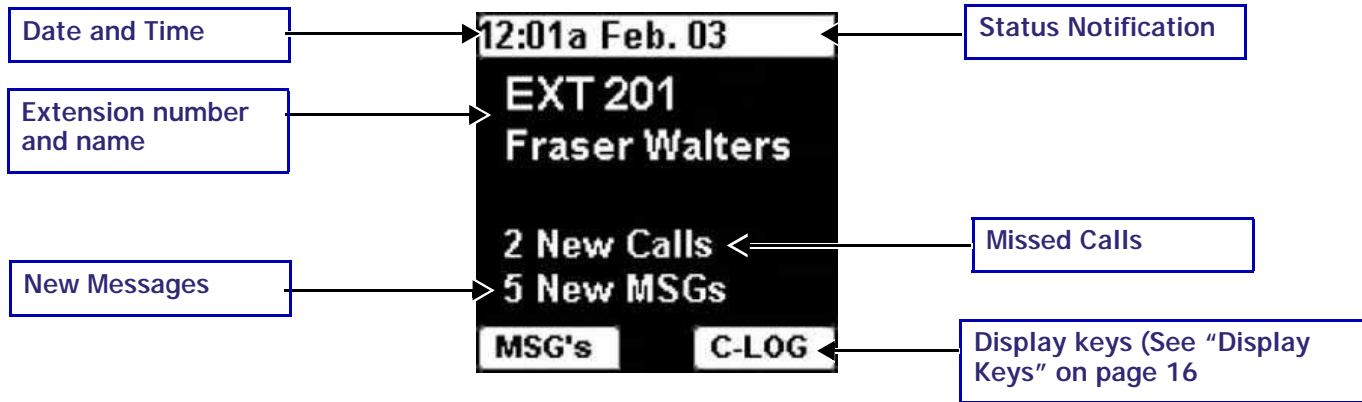 Date and Time
12:01a Feb. 03
Status Notification
Extension number
and name
EXT 201
Fraser Walters
2 New Calls
Missed Calls
New Messages
5 New MSGs
MSG's
C-LOG
Display keys (See “Display
Keys” on page 16